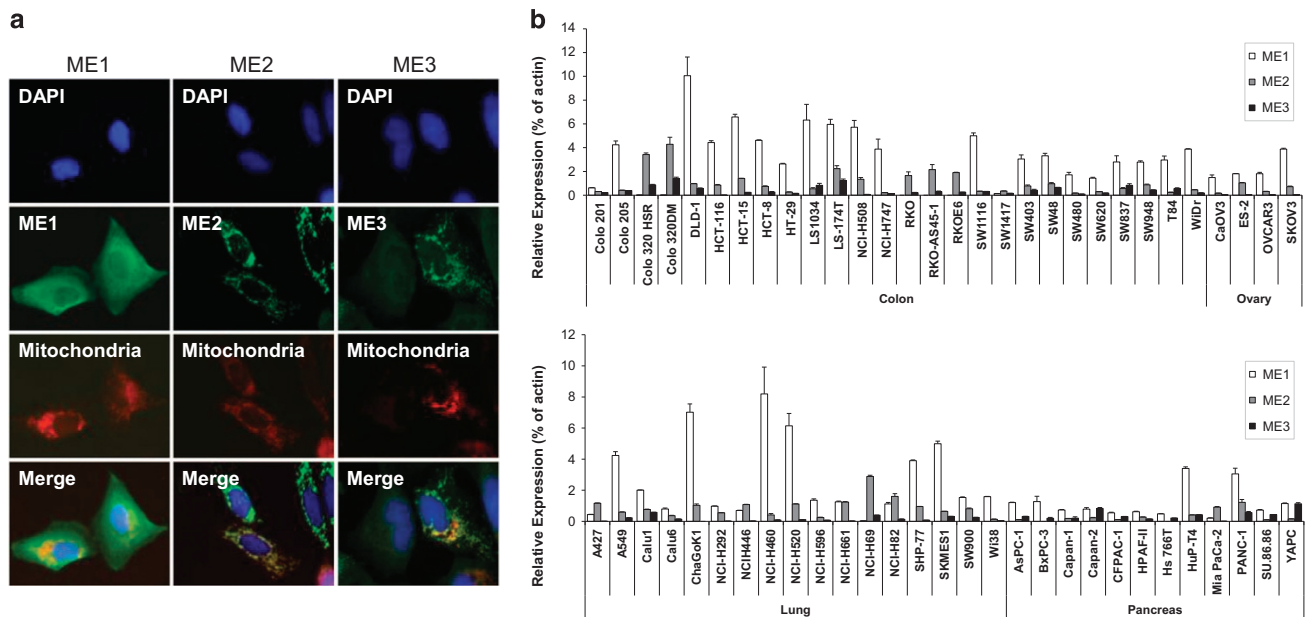 a
ME1
ME2
ME3
DAPI
DAPI
DAPI
ME1
ME2
ME3
Mitochondria
Mitochondria
Mitochondria
Merge
Merge
Merge
b
Relative Expression (% of actin)
14
12
10
8
6
4
2
0
ME1
ME2
ME3
Colo 201
Colo 205
Colo 320 HSR
Colo 320DM
DLD-1
HCT-116
HCT-15
HCT-8
HT-29
LS1034
LS-174T
NCI-H508
NCI-H747
RKO
RKO-AS45-1
RKOE6
SW1116
SW1417
SW403
SW48
SW480
SW620
SW837
SW948
T84
WiDr
CaOV3
ES-2
OVCAR3
SKOV3
Colon
Ovary
Relative Expression (% of actin)
12
10
8
6
4
2
0
ME1
ME2
ME3
A427
A549
Calu1
Calu6
ChaGoK1
NCI-H292
NCIH446
NCI-H460
NCI-H520
NCI-H596
NCI-H661
NCI-H69
NCI-H82
SHP-77
SKMES1
SW900
Wi38
AsPC-1
BxPC-3
Capan-1
Capan-2
CFPAC-1
HPAF-II
Hs 766T
HuP-T4
Mia PaCa-2
PANC-1
SU.86.86
YAPC
Lung
Pancreas